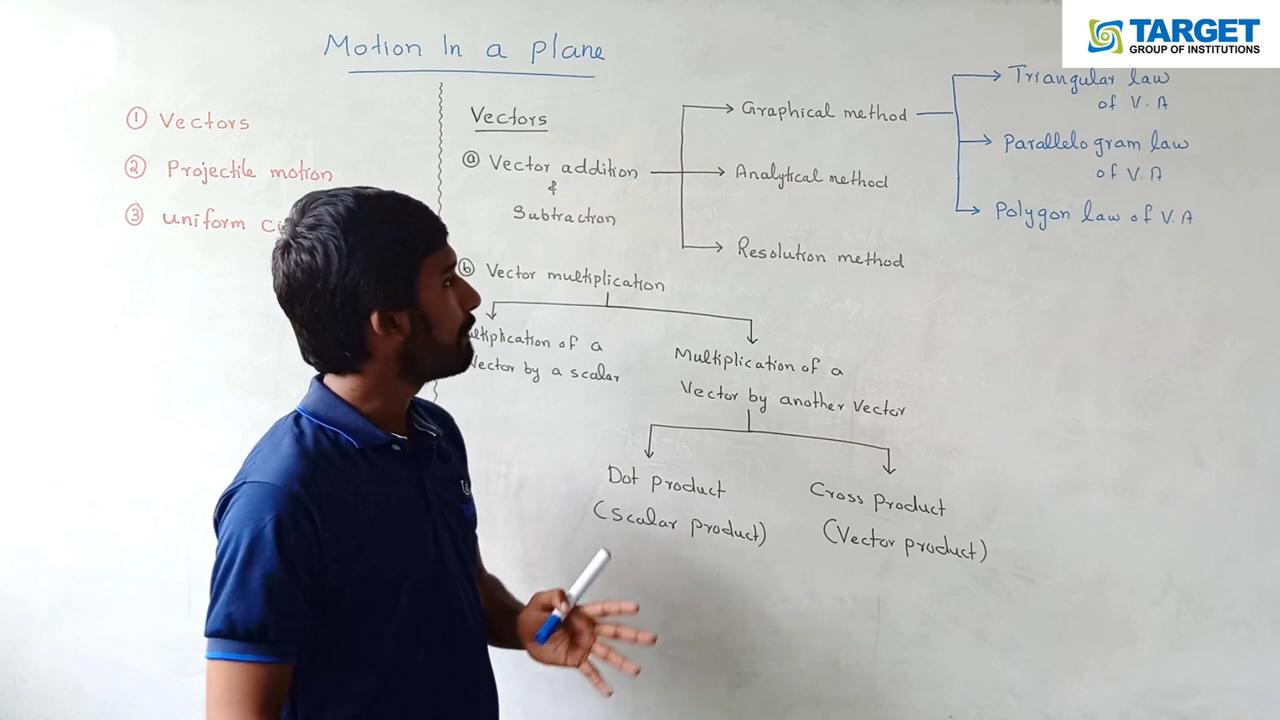 TARGET
GROUP OF INSTITUTIONS
Motion In a plane
① Vectors
② Projectile motion
③ uniform
Vectors
ⓐ Vector addition
&
Subtraction
Graphical method
Analytical method
Resolution method
Triangular law
of V.A
Parallelogram law
of V.A
Polygon law of V.A
ⓑ Vector multiplication
of a
Vector by a scalar
Multiplication of a
Vector by another Vector
Dot product
(Scalar product)
Cross product
(Vector product)